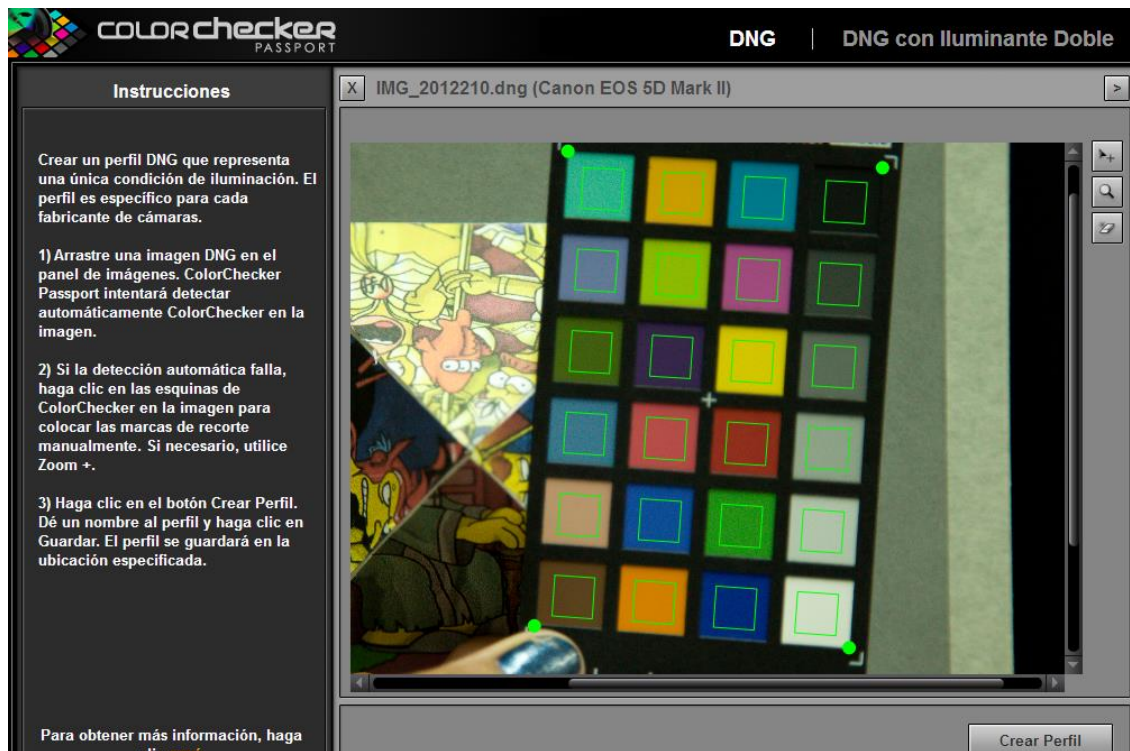 colorchecker
PASSPORT
DNG | DNG con Iluminante Doble
Instrucciones
X IMG_2012210.dng (Canon EOS 5D Mark II) >
Crear un perfil DNG que representa
una única condición de iluminación. El
perfil es específico para cada
fabricante de cámaras.
1) Arrastre una imagen DNG en el
panel de imágenes. ColorChecker
Passport intentará detectar
automáticamente ColorChecker en la
imagen.
2) Si la detección automática falla,
haga clic en las esquinas de
ColorChecker en la imagen para
colocar las marcas de recorte
manualmente. Si necesario, utilice
Zoom +.
3) Haga clic en el botón Crear Perfil.
Dé un nombre al perfil y haga clic en
Guardar. El perfil se guardará en la
ubicación especificada.
Para obtener más información, haga
Crear Perfil